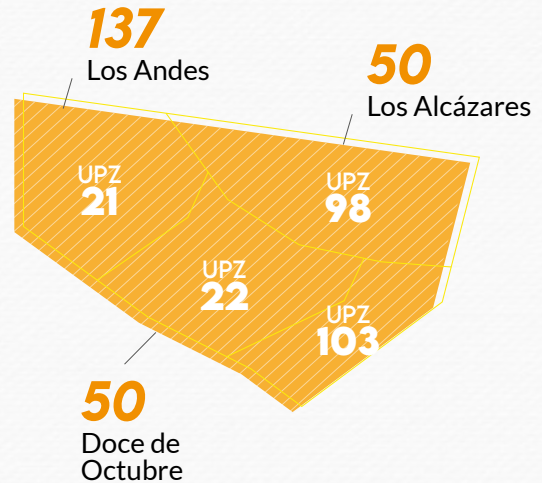 137
Los Andes
50
Los Alcázares
UPZ
21
UPZ
98
UPZ
22
UPZ
103
50
Doce de
Octubre